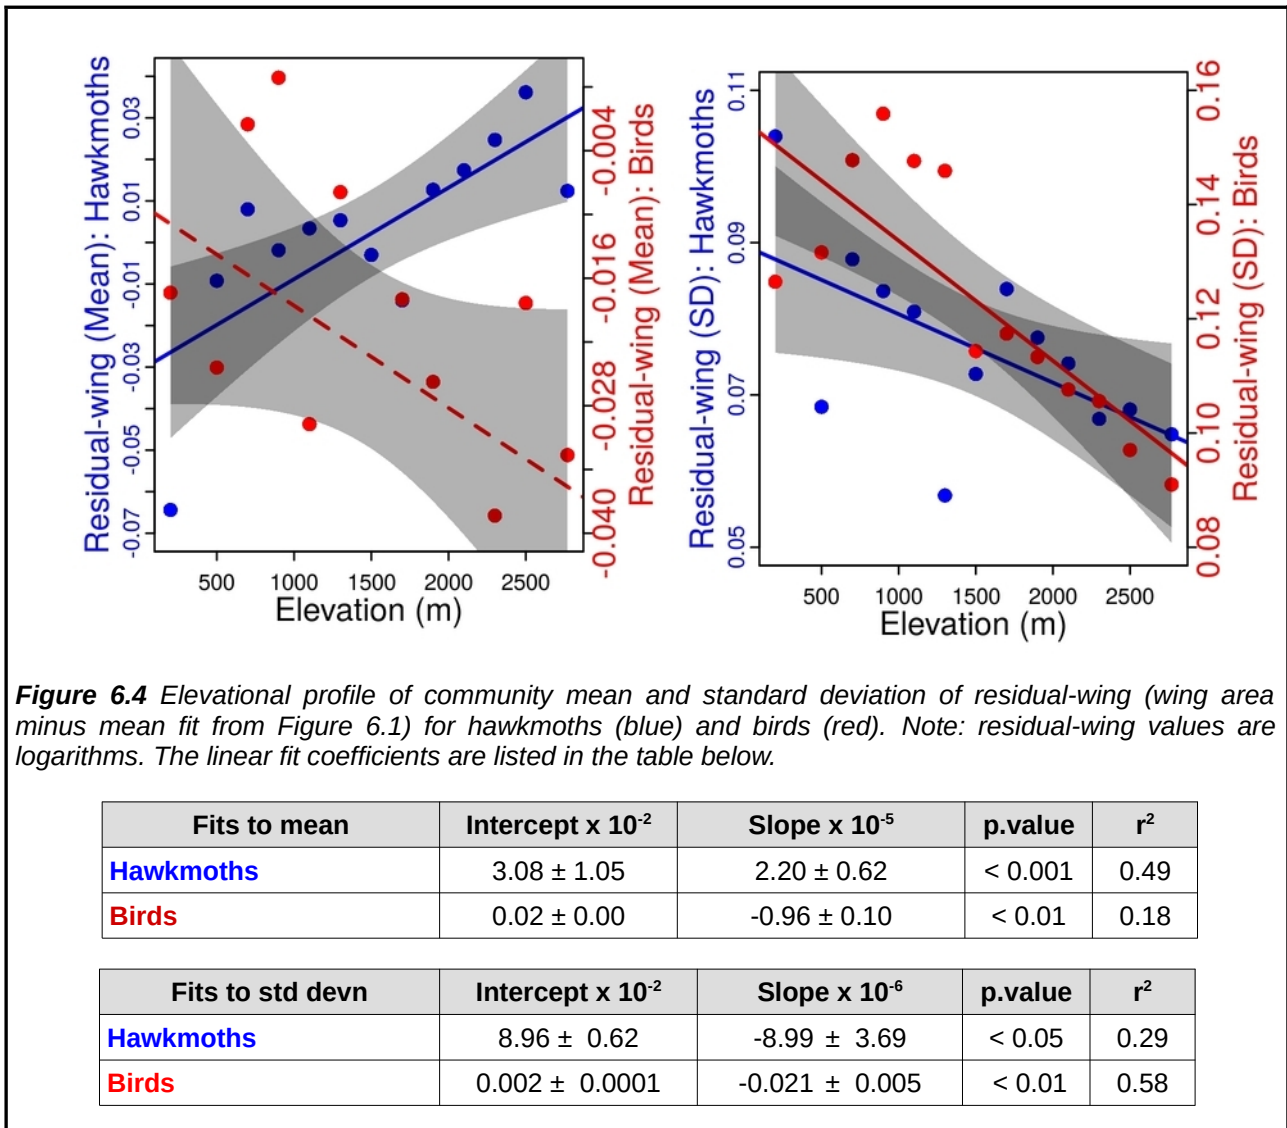 Residual-wing (Mean): Hawkmoths
0.03
0.01
-0.01
-0.03
-0.05
-0.07
500 1000 1500 2000 2500
Elevation (m)
-0.004
-0.016
-0.028
-0.040
Residual-wing (Mean): Birds
Residual-wing (SD): Hawkmoths
0.11
0.09
0.07
0.05
500 1000 1500 2000 2500
Elevation (m)
0.16
0.14
0.12
0.10
0.08
Residual-wing (SD): Birds
Figure 6.4 Elevational profile of community mean and standard deviation of residual-wing (wing area
minus mean fit from Figure 6.1) for hawkmoths (blue) and birds (red). Note: residual-wing values are
logarithms. The linear fit coefficients are listed in the table below.
Fits to mean Intercept x 10⁻² Slope x 10⁻⁵ p.value r²
Hawkmoths 3.08 ± 1.05 2.20 ± 0.62 < 0.001 0.49
Birds 0.02 ± 0.00 -0.96 ± 0.10 < 0.01 0.18
Fits to std devn Intercept x 10⁻² Slope x 10⁻⁶ p.value r²
Hawkmoths 8.96 ± 0.62 -8.99 ± 3.69 < 0.05 0.29
Birds 0.002 ± 0.0001 -0.021 ± 0.005 < 0.01 0.58